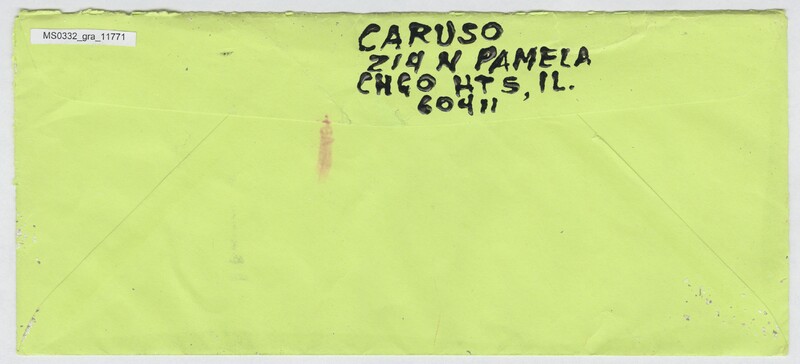 MS0332_gra_11771
CARUSO
214 N PAMELA
CHGO HTS, IL.
60411